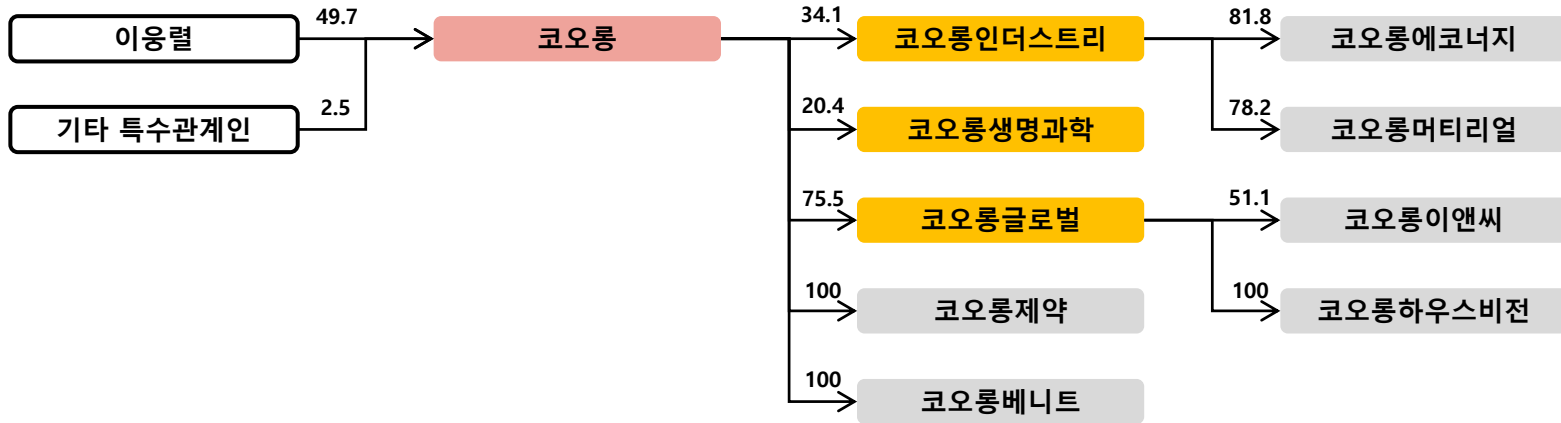 이웅렬
49.7
코오롱
34.1
코오롱인더스트리
81.8
코오롱에코너지
기타 특수관계인
2.5
20.4
코오롱생명과학
78.2
코오롱머티리얼
75.5
코오롱글로벌
51.1
코오롱이앤씨
100
코오롱제약
100
코오롱하우스비전
100
코오롱베니트